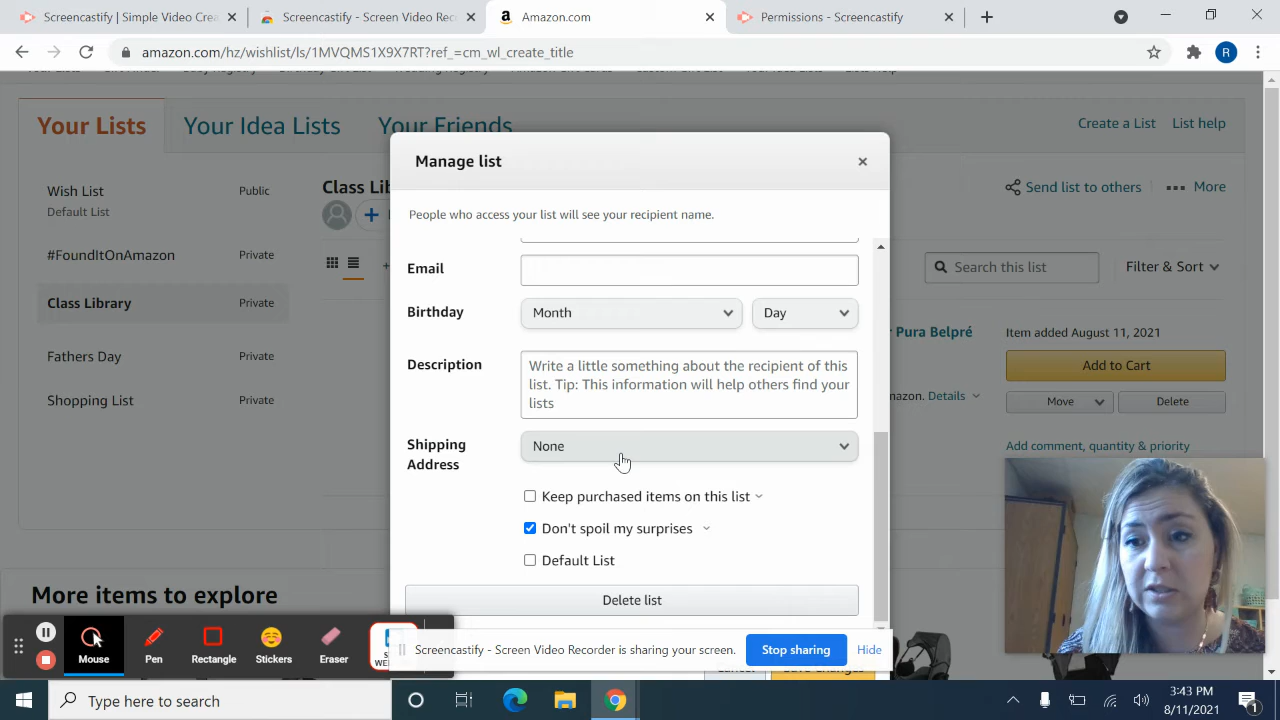 Screencastify | Simple Video Crea
Screencastify - Screen Video Rec
Amazon.com
Permissions - Screencastify
amazon.com/hz/wishlist/ls/1MVQMS1X9X7RT?ref_=cm_wl_create_title
R
Your Lists
Your Idea Lists
Your Friends
Create a List
List help
Manage list
Wish List
Public
Default List
Class Lib
Send list to others
More
People who access your list will see your recipient name.
#FoundItOnAmazon
Private
Email
Search this list
Filter & Sort
Class Library
Private
Birthday
Month
Day
Pura Belpré
Item added August 11, 2021
Fathers Day
Private
Description
Write a little something about the recipient of this
list. Tip: This information will help others find your
lists
Add to Cart
Shopping List
Private
mazon. Details
Move
Delete
Shipping
Address
None
Add comment, quantity & priority
Keep purchased items on this list
Don't spoil my surprises
Default List
More items to explore
Delete list
Mouse
Pen
Rectangle
Stickers
Eraser
Screencastify - Screen Video Recorder is sharing your screen.
Stop sharing
Hide
Type here to search
3:43 PM
8/11/2021
1